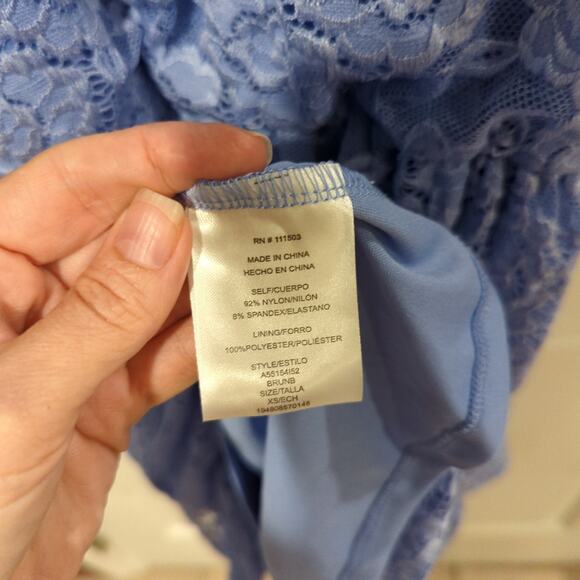 RN # 111503
MADE IN CHINA
HECHO EN CHINA
SELF/CUERPO
92% NYLON/NILÓN
8% SPANDEX/ELASTANO
LINING/FORRO
100%POLYESTER/POLIÉSTER
STYLE/ESTILO
A55154I52
BRUNB
SIZE/TALLA
XS/ECH
194808570148